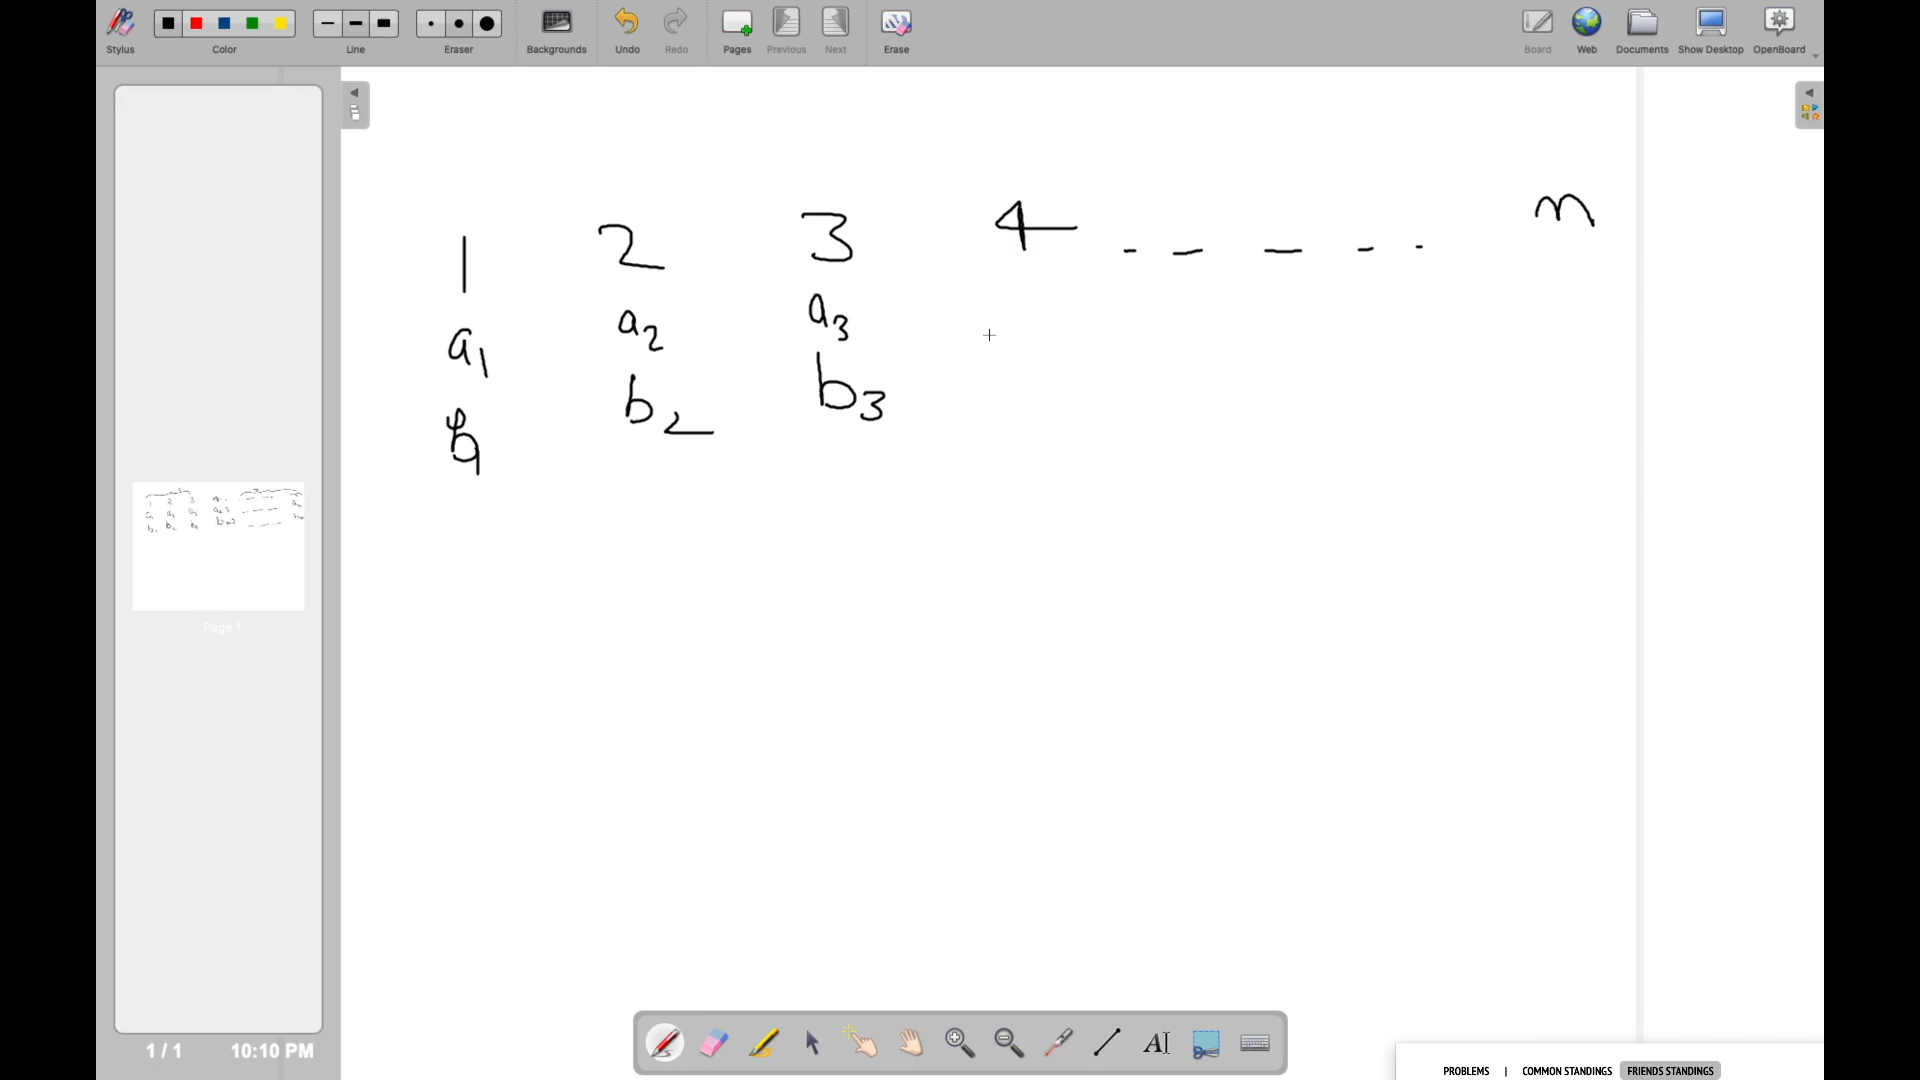 Stylus
Color
Line
Eraser
Backgrounds
Undo
Redo
Pages
Previous
Next
Erase
Board
Web
Documents
Show Desktop
OpenBoard
1 2 3 4 - - - - - n
a1 a2 a3
b1 b2 b3
Page 1
1 / 1 10:10 PM
PROBLEMS | COMMON STANDINGS FRIENDS STANDINGS